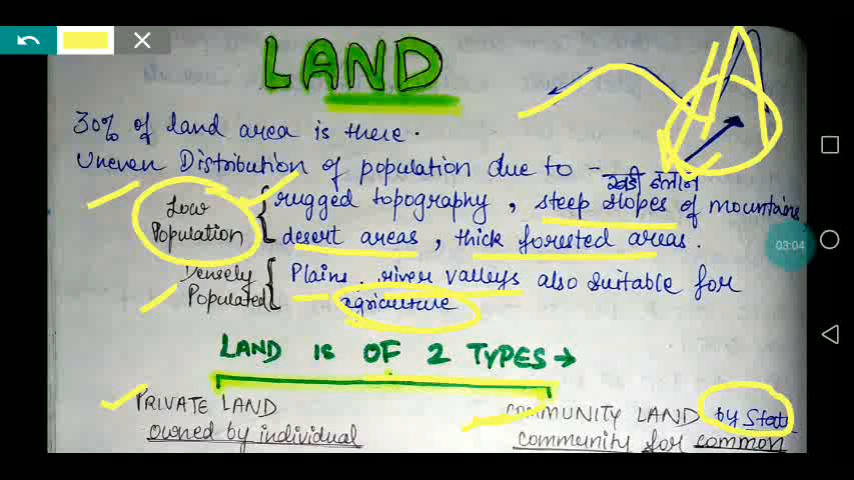 LAND
30% of land area is there.
Uneven Distribution of population due to -
खड़ी ढलान
Low Population { rugged topography, steep slopes of mountains
desert areas, thick forested areas.
Densely Populated { Plains, river valleys also suitable for
agriculture
LAND IS OF 2 TYPES →
PRIVATE LAND
owned by individual
COMMUNITY LAND by State
community for common
03:04